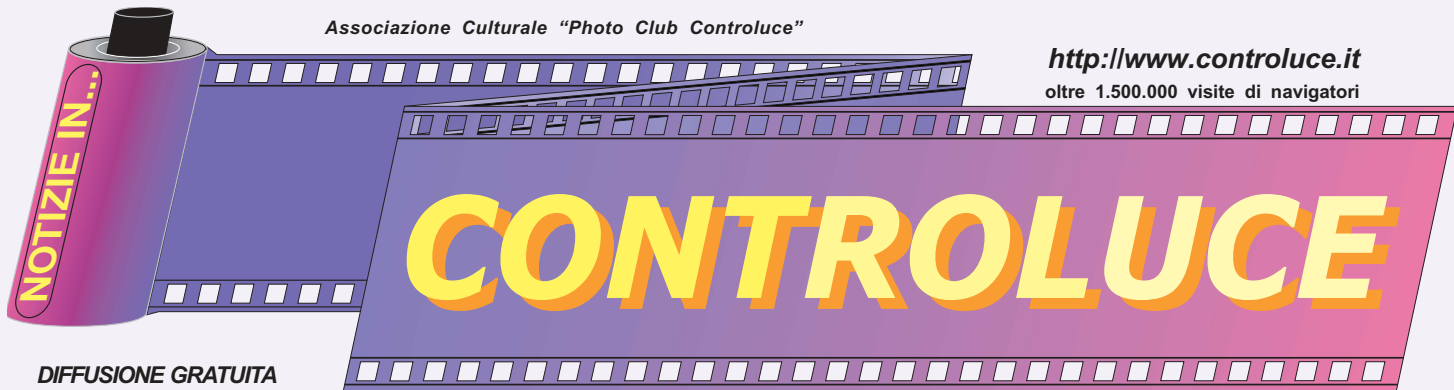 Associazione Culturale “Photo Club Controluce”
http://www.controluce.it
oltre 1.500.000 visite di navigatori
NOTIZIE IN...
CONTROLUCE
DIFFUSIONE GRATUITA